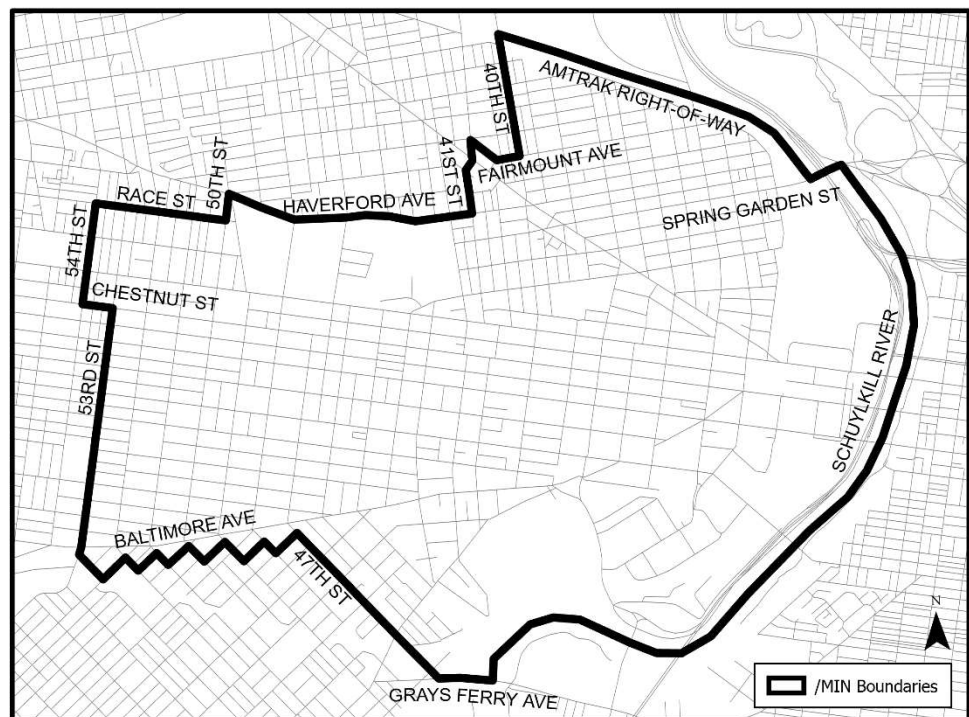 AMTRAK RIGHT-OF-WAY
40TH ST
41ST ST
FAIRMOUNT AVE
50TH ST
RACE ST
HAVERFORD AVE
SPRING GARDEN ST
54TH ST
CHESTNUT ST
53RD ST
SCHUYLKILL RIVER
BALTIMORE AVE
47TH ST
GRAYS FERRY AVE
N
/MIN Boundaries